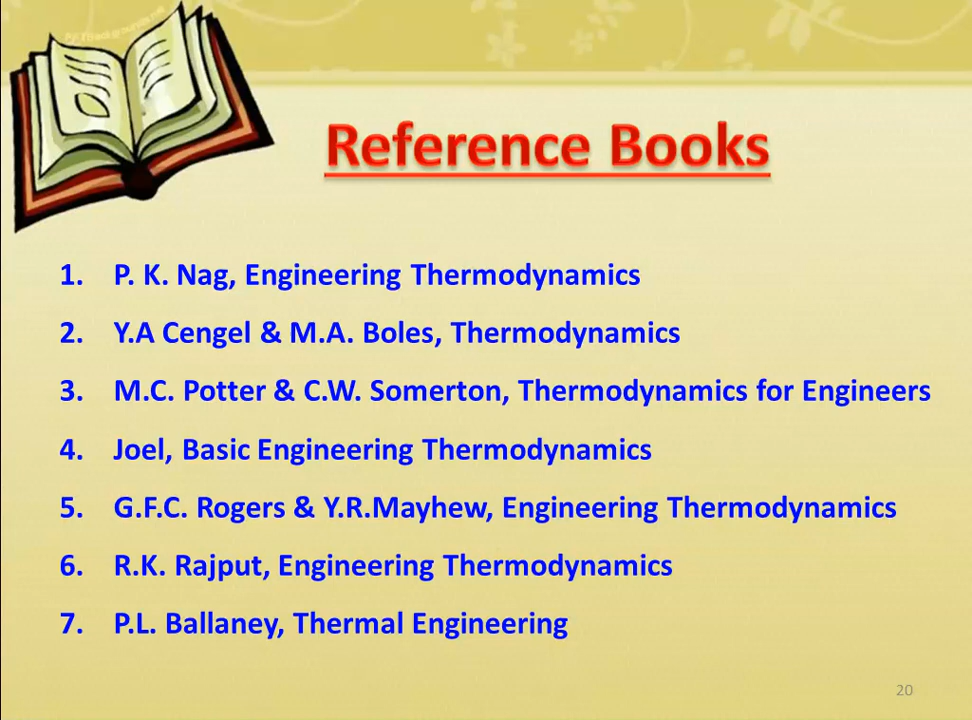 Reference Books
1. P. K. Nag, Engineering Thermodynamics
2. Y.A Cengel & M.A. Boles, Thermodynamics
3. M.C. Potter & C.W. Somerton, Thermodynamics for Engineers
4. Joel, Basic Engineering Thermodynamics
5. G.F.C. Rogers & Y.R.Mayhew, Engineering Thermodynamics
6. R.K. Rajput, Engineering Thermodynamics
7. P.L. Ballaney, Thermal Engineering
20